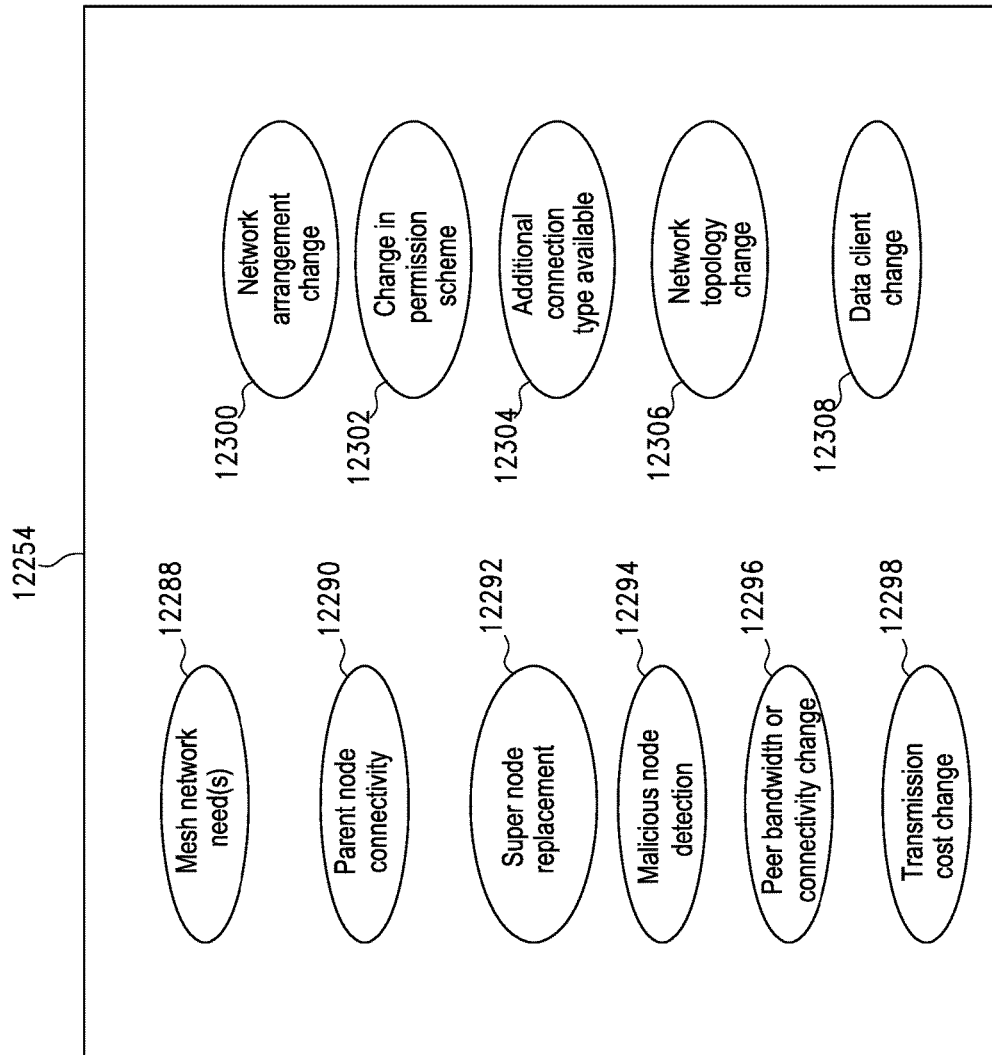 12254
12288
Mesh network
need(s)
12290
Parent node
connectivity
12292
Super node
replacement
12294
Malicious node
detection
12296
Peer bandwidth or
connectivity change
12298
Transmission
cost change
12300
Network
arrangement
change
12302
Change in
permission
scheme
12304
Additional
connection
type available
12306
Network
topology
change
12308
Data client
change